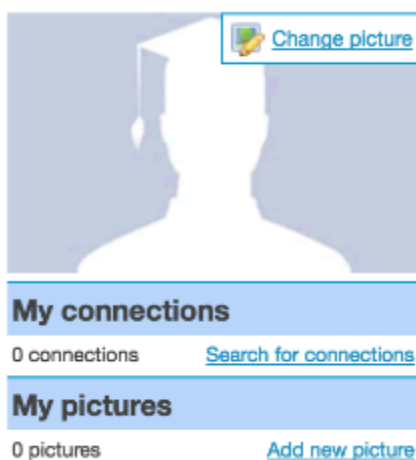 Change picture
My connections
0 connections Search for connections
My pictures
0 pictures Add new picture